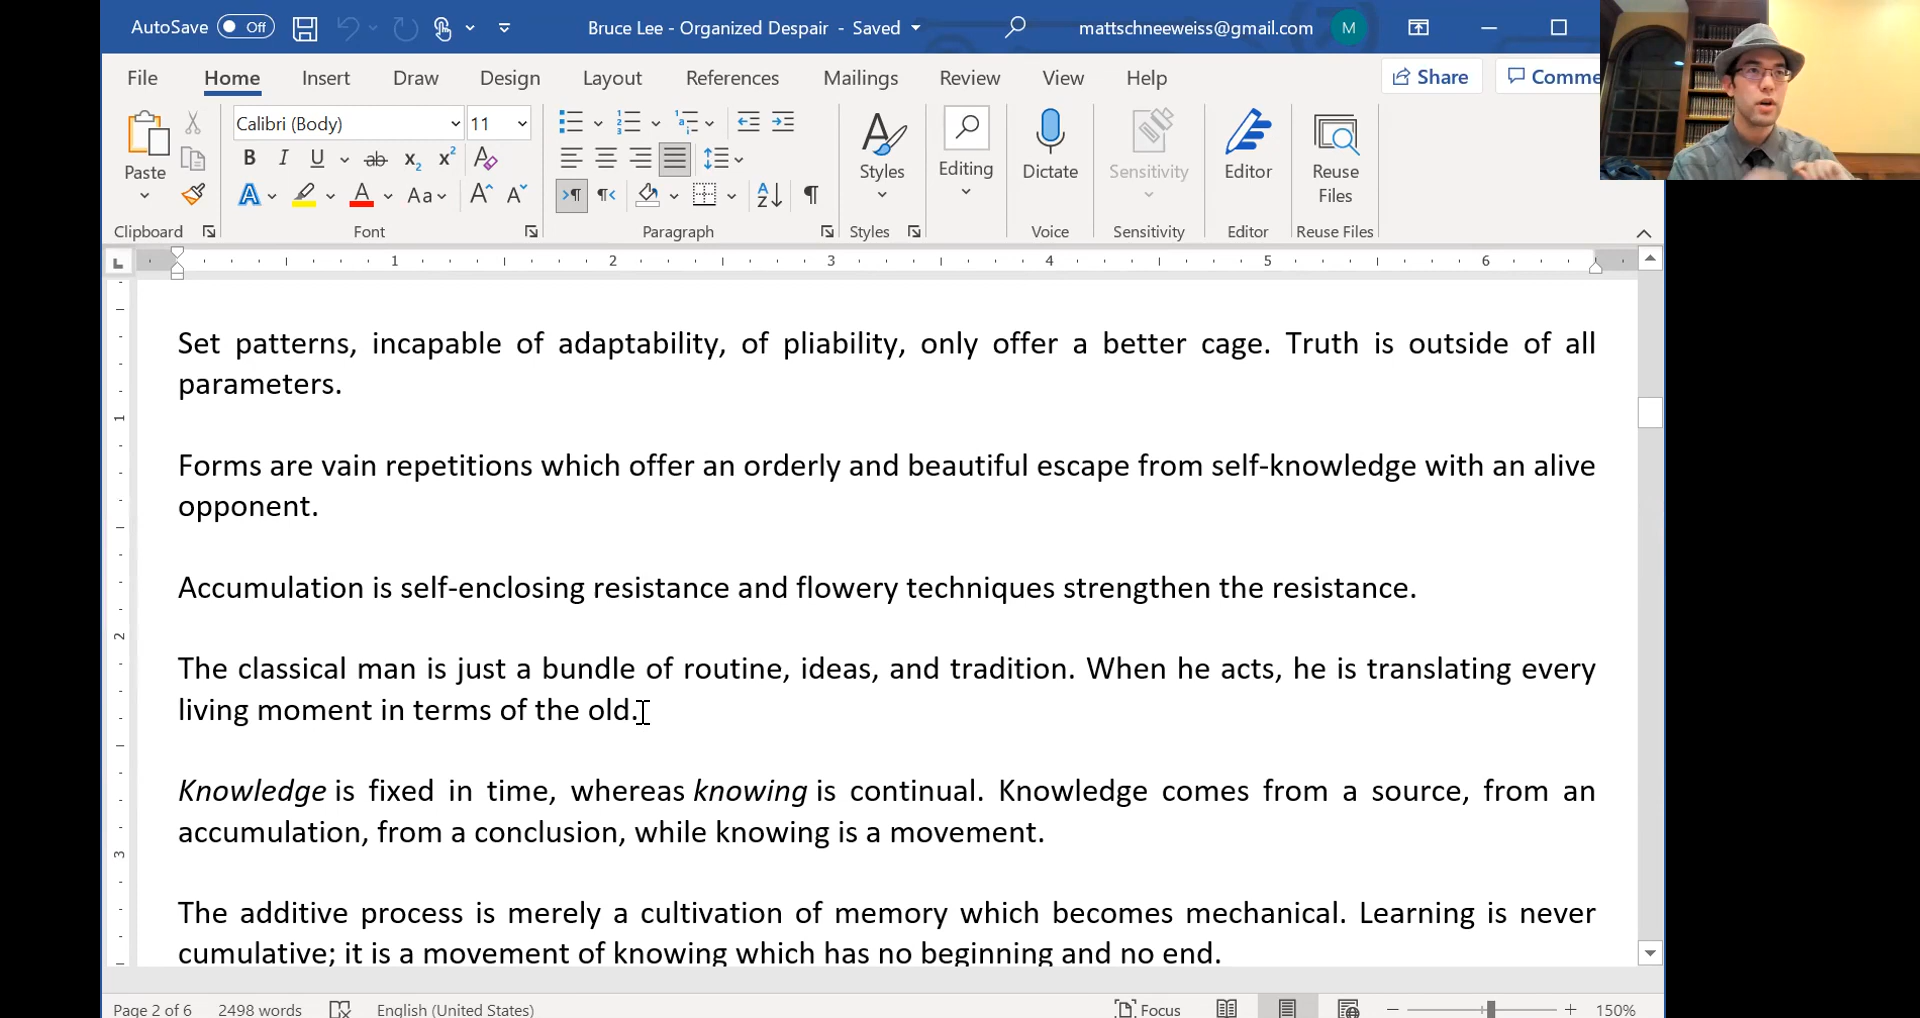 AutoSave Off Bruce Lee - Organized Despair - Saved mattschneeweiss@gmail.com M
File Home Insert Draw Design Layout References Mailings Review View Help Share Comme
Calibri (Body) 11
Paste Styles Editing Dictate Sensitivity Editor Reuse Files
Clipboard Font Paragraph Styles Voice Sensitivity Editor Reuse Files
1 2 3 4 5 6
Set patterns, incapable of adaptability, of pliability, only offer a better cage. Truth is outside of all
parameters.
Forms are vain repetitions which offer an orderly and beautiful escape from self-knowledge with an alive
opponent.
Accumulation is self-enclosing resistance and flowery techniques strengthen the resistance.
The classical man is just a bundle of routine, ideas, and tradition. When he acts, he is translating every
living moment in terms of the old.
Knowledge is fixed in time, whereas knowing is continual. Knowledge comes from a source, from an
accumulation, from a conclusion, while knowing is a movement.
The additive process is merely a cultivation of memory which becomes mechanical. Learning is never
cumulative; it is a movement of knowing which has no beginning and no end.
Page 2 of 6 2498 words English (United States) Focus 150%